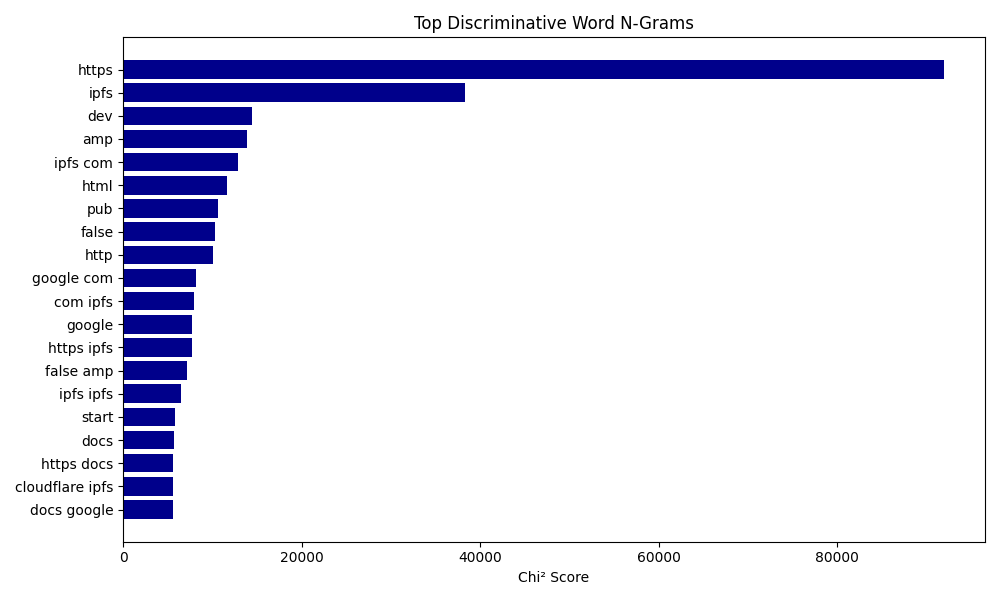 Top Discriminative Word N-Grams
https
ipfs
dev
amp
ipfs com
html
pub
false
http
google com
com ipfs
google
https ipfs
false amp
ipfs ipfs
start
docs
https docs
cloudflare ipfs
docs google
0 20000 40000 60000 80000
Chi² Score